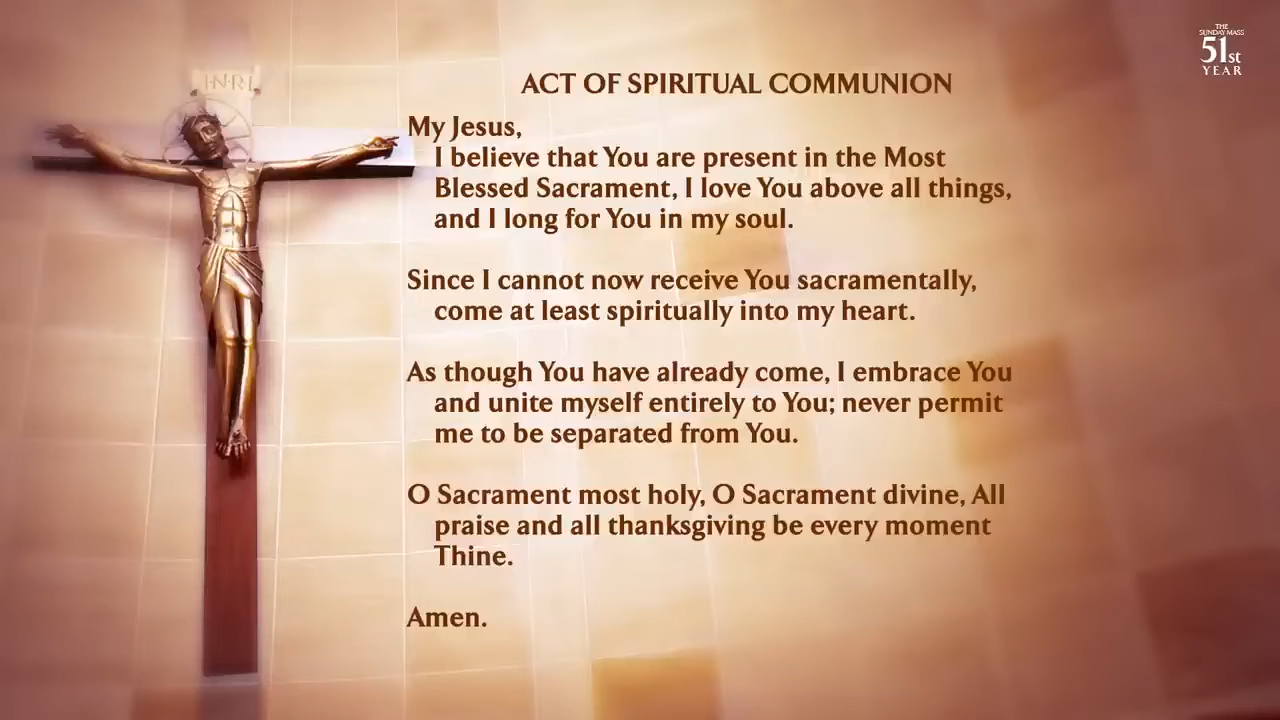 THE
SUNDAY MASS
51st
YEAR
I·N·R·I
ACT OF SPIRITUAL COMMUNION
My Jesus,
I believe that You are present in the Most
Blessed Sacrament, I love You above all things,
and I long for You in my soul.
Since I cannot now receive You sacramentally,
come at least spiritually into my heart.
As though You have already come, I embrace You
and unite myself entirely to You; never permit
me to be separated from You.
O Sacrament most holy, O Sacrament divine, All
praise and all thanksgiving be every moment
Thine.
Amen.